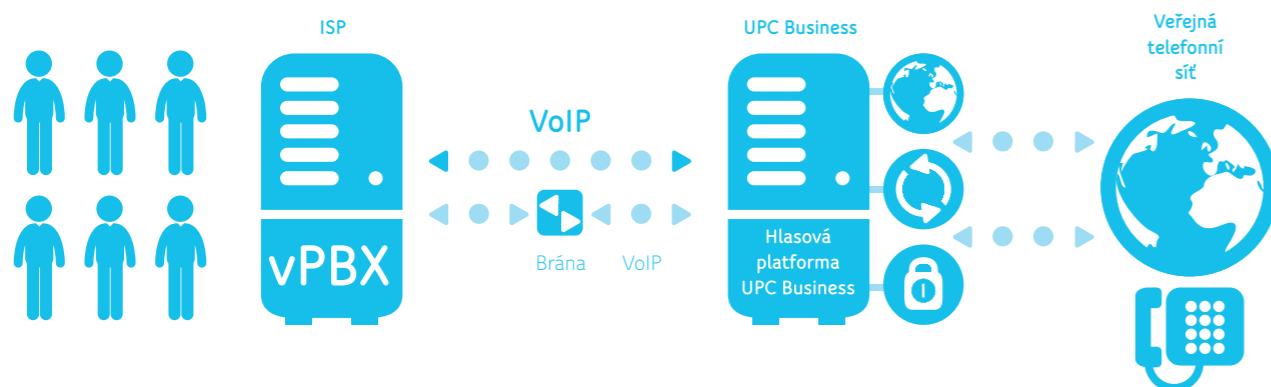 ISP
UPC Business
Veřejná
telefonní
síť
VoIP
vPBX
Brána
VoIP
Hlasová
platforma
UPC Business